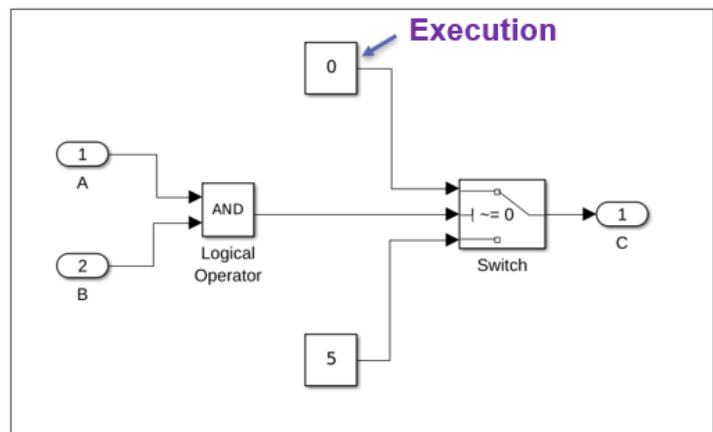 Execution
0
1
A
AND
~= 0
1
C
Logical
Operator
Switch
2
B
5